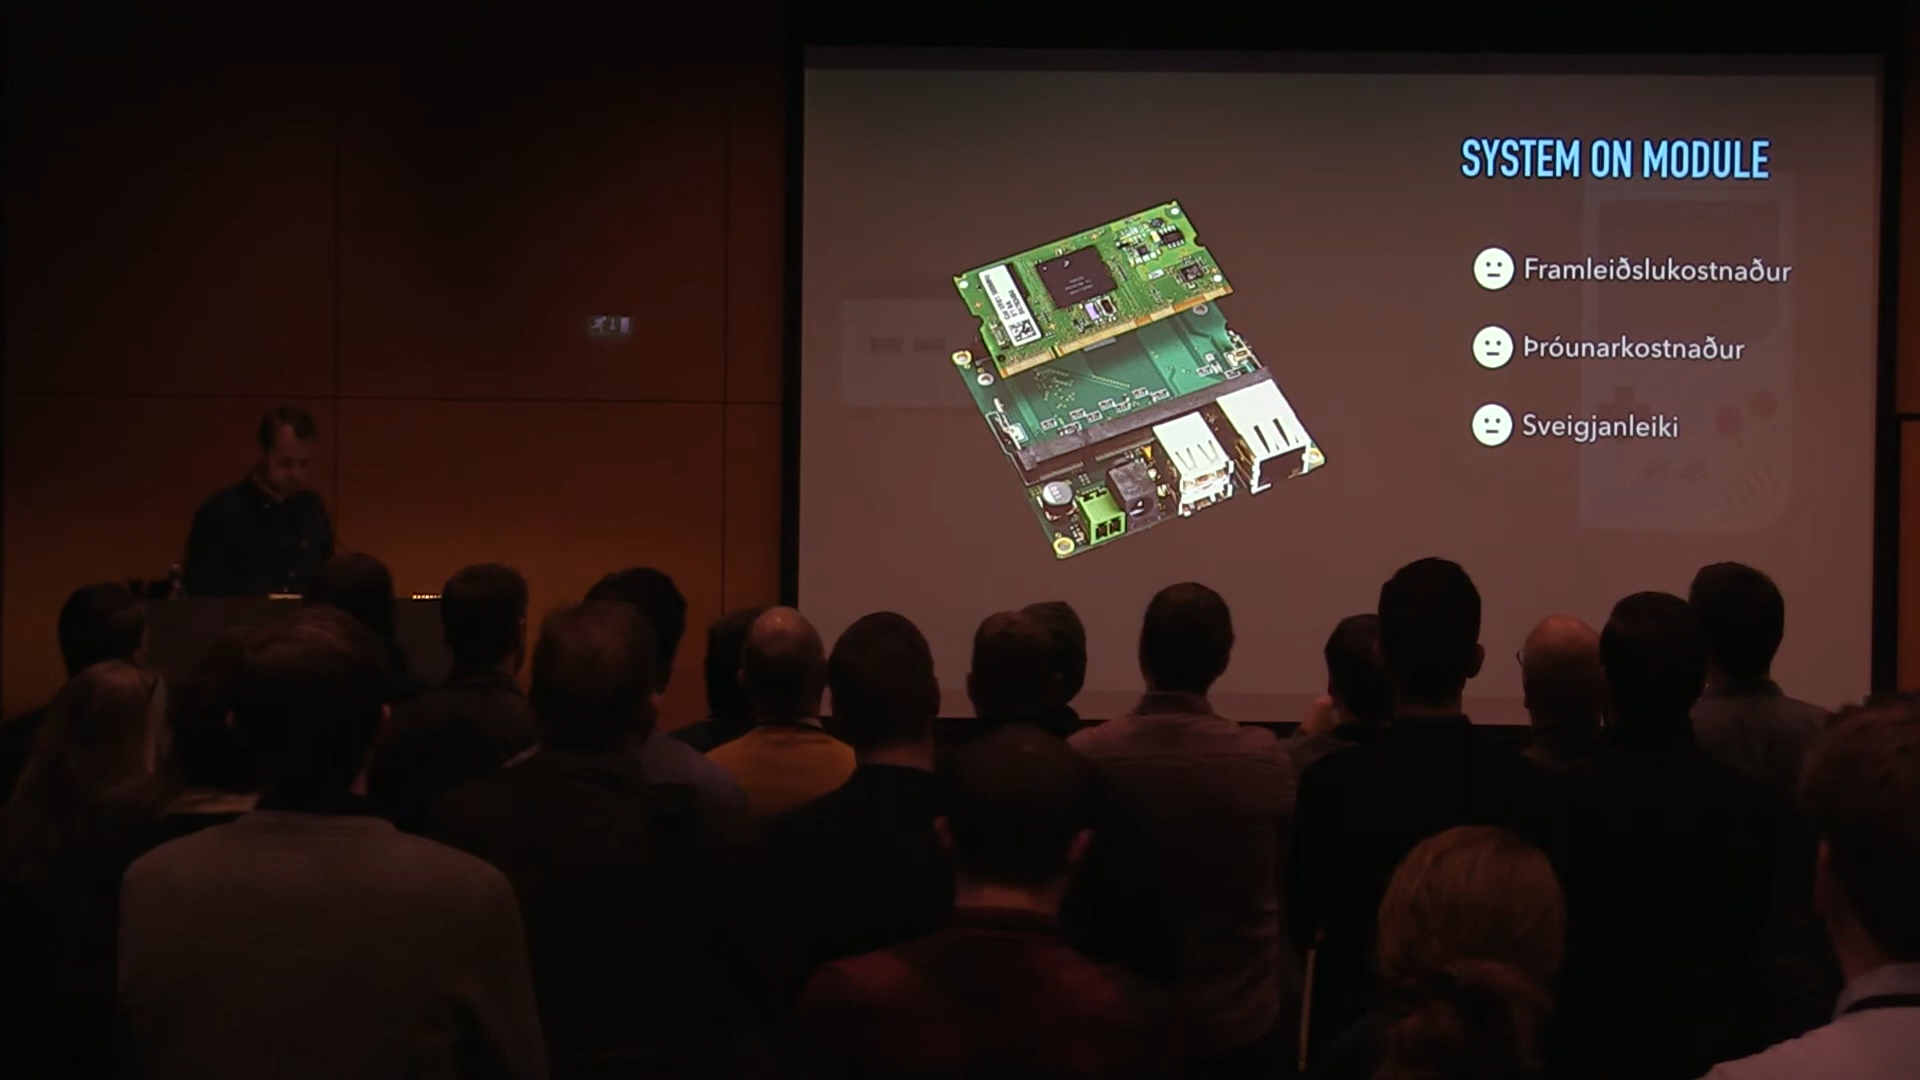 SYSTEM ON MODULE
Framleiðslukostnaður
Þróunarkostnaður
Sveigjanleiki